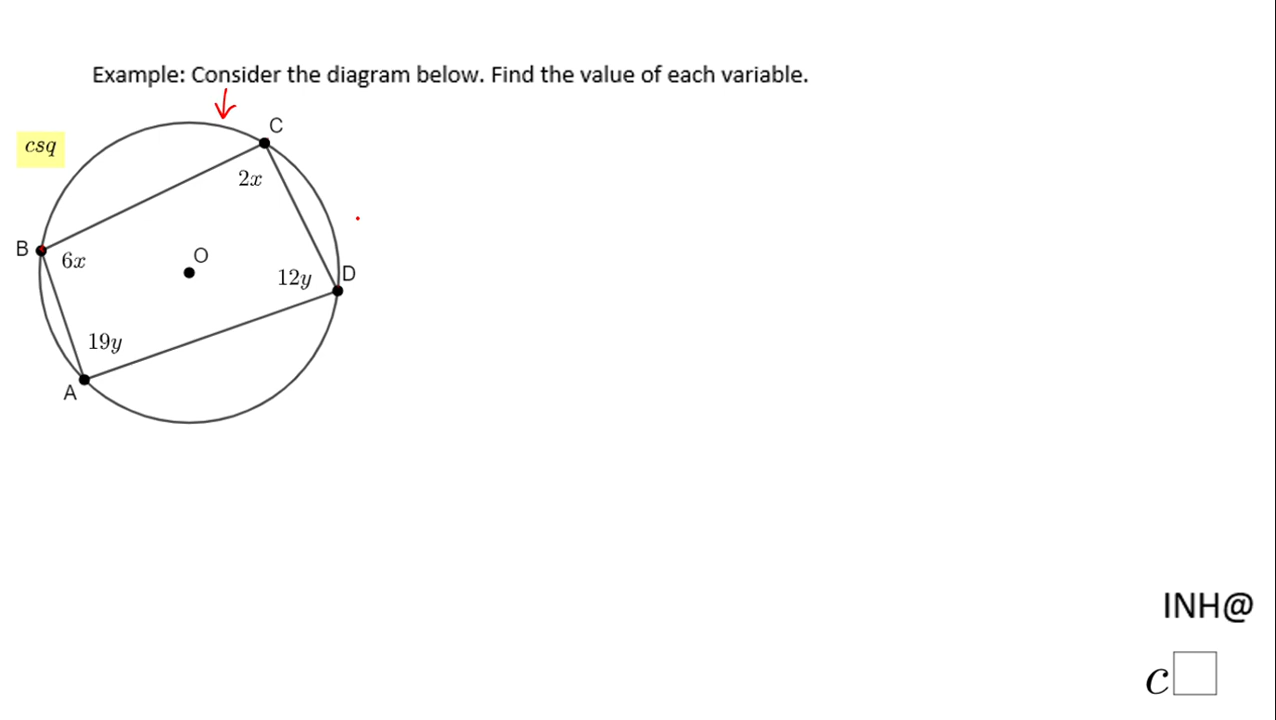 Example: Consider the diagram below. Find the value of each variable.
C
csq
2x
B
6x
O
12y
D
19y
A
INH@
c